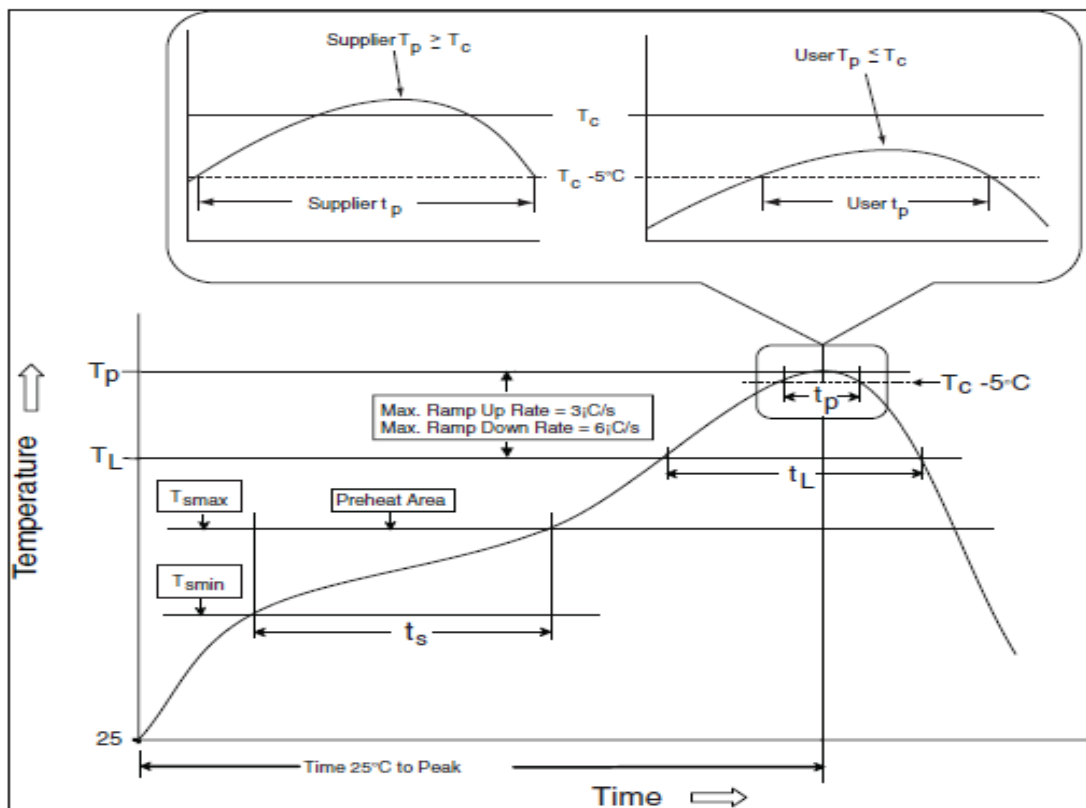 Supplier Tp ≥ Tc
User Tp ≤ Tc
Tc
Tc -5°C
Supplier tp
User tp
Tp
Tc -5°C
tp
Max. Ramp Up Rate = 3¡C/s
Max. Ramp Down Rate = 6¡C/s
TL
tL
Tsmax
Preheat Area
Tsmin
ts
Temperature
25
Time 25°C to Peak
Time